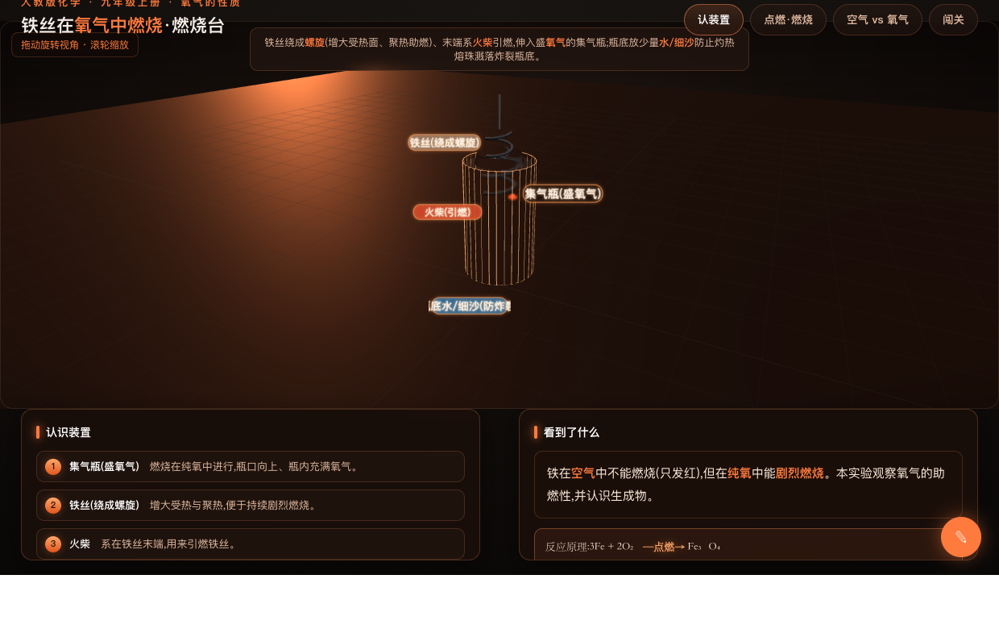 人教版化学 · 九年级上册 · 氧气的性质
铁丝在氧气中燃烧·燃烧台
认装置
点燃·燃烧
空气 vs 氧气
闯关
拖动旋转视角 · 滚轮缩放
铁丝绕成螺旋(增大受热面、聚热助燃)、末端系火柴引燃,伸入盛氧气的集气瓶;瓶底放少量水/细沙防止灼热
熔珠溅落炸裂瓶底。
铁丝(绕成螺旋)
集气瓶(盛氧气)
火柴(引燃)
底水/细沙(防炸
认识装置
1 集气瓶(盛氧气) 燃烧在纯氧中进行,瓶口向上、瓶内充满氧气。
2 铁丝(绕成螺旋) 增大受热与聚热,便于持续剧烈燃烧。
3 火柴 系在铁丝末端,用来引燃铁丝。
看到了什么
铁在空气中不能燃烧(只发红),但在纯氧中能剧烈燃烧。本实验观察氧气的助
燃性,并认识生成物。
反应原理:3Fe + 2O₂ —点燃→ Fe₃ O₄